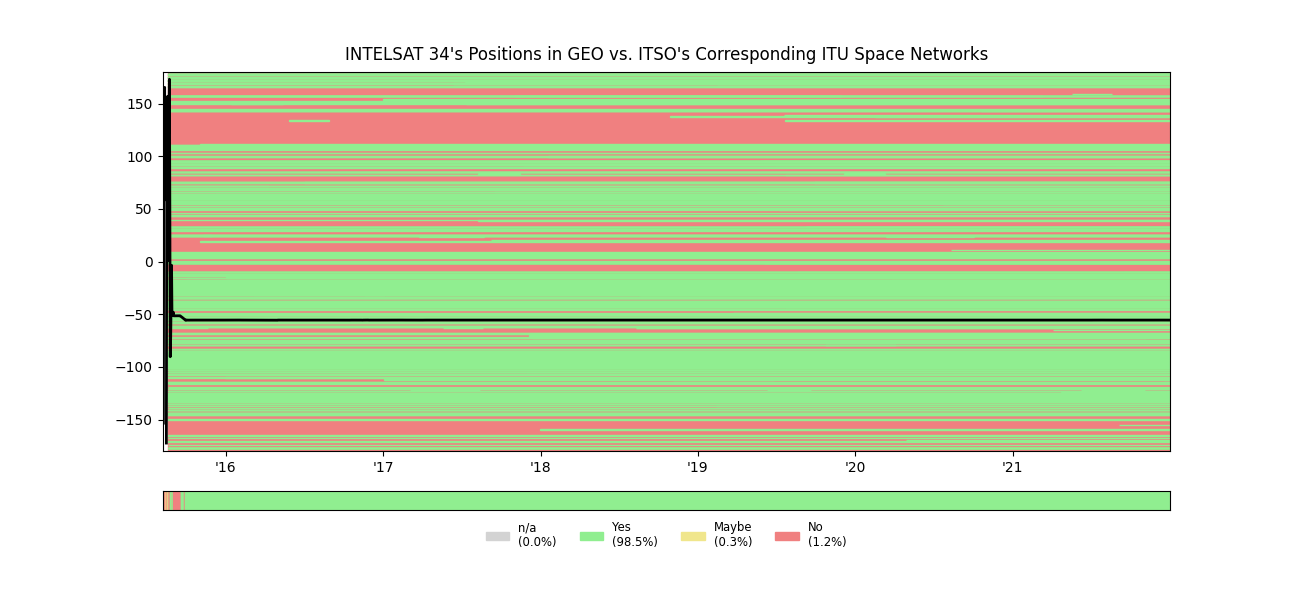 INTELSAT 34's Positions in GEO vs. ITSO's Corresponding ITU Space Networks
150
100
50
0
−50
−100
−150
'16 '17 '18 '19 '20 '21
n/a Yes Maybe No
(0.0%) (98.5%) (0.3%) (1.2%)